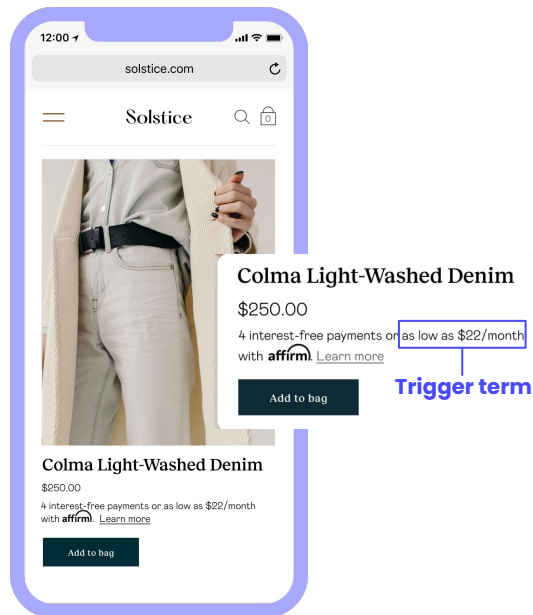 12:00
solstice.com
Solstice
0
Colma Light-Washed Denim
$250.00
4 interest-free payments or as low as $22/month
with affirm. Learn more
Add to bag
Trigger term
Colma Light-Washed Denim
$250.00
4 interest-free payments or as low as $22/month
with affirm. Learn more
Add to bag